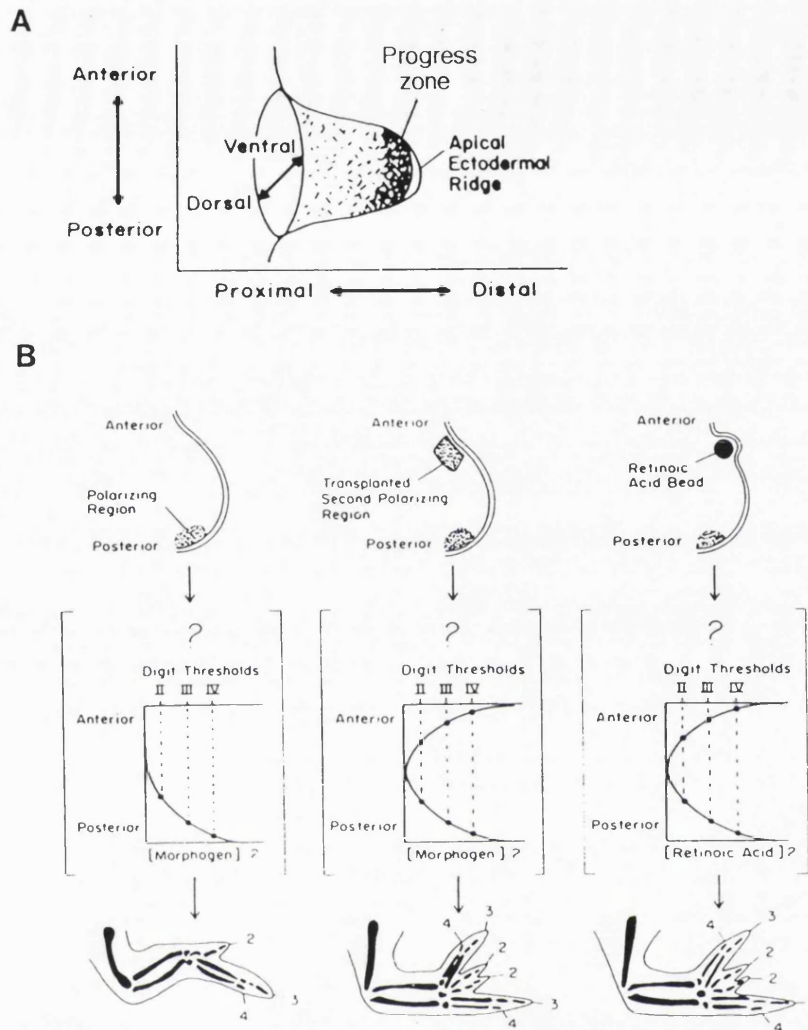 A
Anterior
Posterior
Progress
zone
Ventral
Dorsal
Apical
Ectodermal
Ridge
Proximal
Distal
B
Anterior
Polarizing
Region
Posterior
Anterior
Transplanted
Second Polarizing
Region
Posterior
Anterior
Retinoic
Acid Bead
Posterior
?
Digit Thresholds
II III IV
Anterior
Posterior
[Morphogen] ?
?
Digit Thresholds
II III IV
Anterior
Posterior
[Morphogen] ?
?
Digit Thresholds
II III IV
Anterior
Posterior
[Retinoic Acid] ?
2
3
4
4
3
2
2
3
4
4
3
2
2
3
4